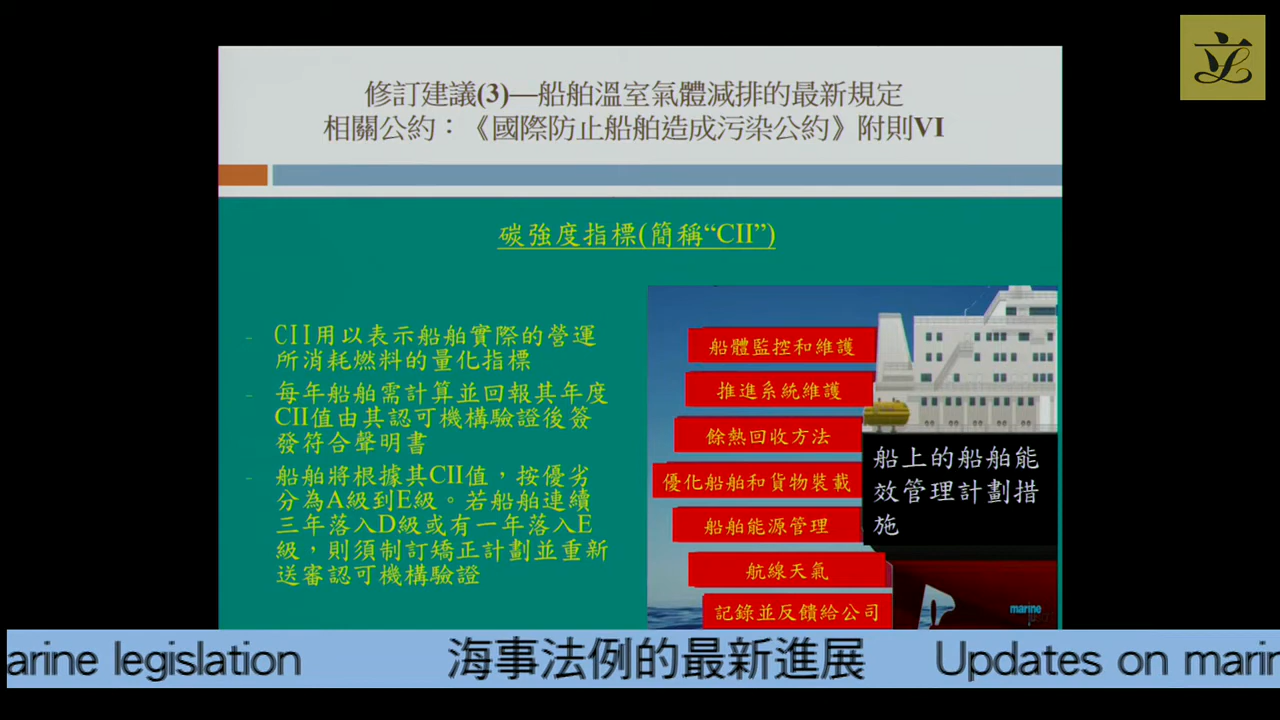 立
修訂建議(3)—船舶溫室氣體減排的最新規定
相關公約：《國際防止船舶造成污染公約》附則VI
碳強度指標(簡稱“CII”)
- CII用以表示船舶實際的營運
所消耗燃料的量化指標
- 每年船舶需計算並回報其年度
CII值由其認可機構驗證後簽
發符合聲明書
- 船舶將根據其CII值，按優劣
分為A級到E級。若船舶連續
三年落入D級或有一年落入E
級，則須制訂矯正計劃並重新
送審認可機構驗證
船體監控和維護
推進系統維護
餘熱回收方法
優化船舶和貨物裝載
船舶能源管理
航線天氣
記錄並反饋給公司
船上的船舶能
效管理計劃措
施
marine
arine legislation 海事法例的最新進展 Updates on marin